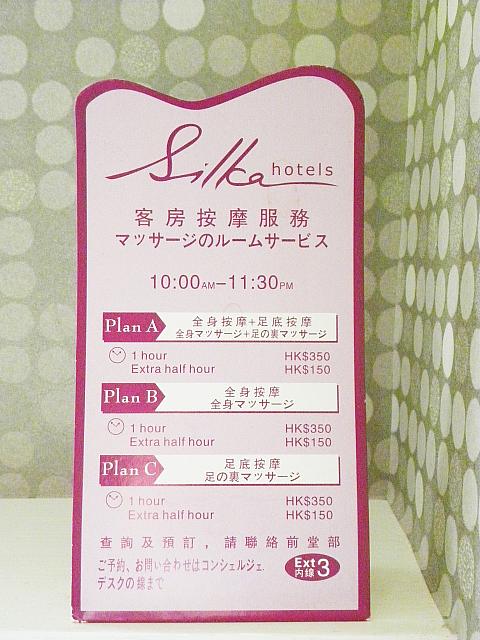 Silka hotels
客房按摩服務
マッサージのルームサービス
10:00AM–11:30PM
Plan A 全身按摩+足底按摩
全身マッサージ+足の裏マッサージ
1 hour HK$350
Extra half hour HK$150
Plan B 全身按摩
全身マッサージ
1 hour HK$350
Extra half hour HK$150
Plan C 足底按摩
足の裏マッサージ
1 hour HK$350
Extra half hour HK$150
查詢及預訂，請聯絡前堂部
ご予約、お問い合わせはコンシェルジェ.
デスクの線まで
Ext 3
内線